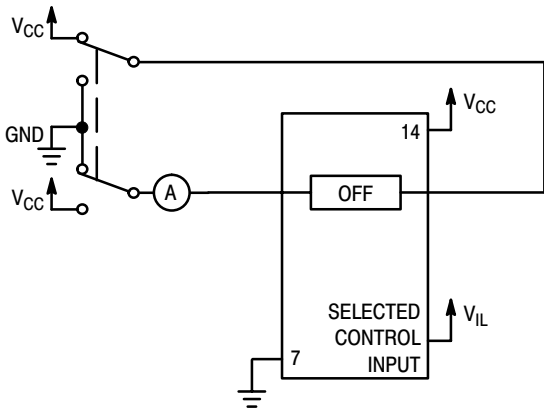 VCC
VCC
14
GND
VCC
A
OFF
SELECTED
CONTROL
INPUT
VIL
7